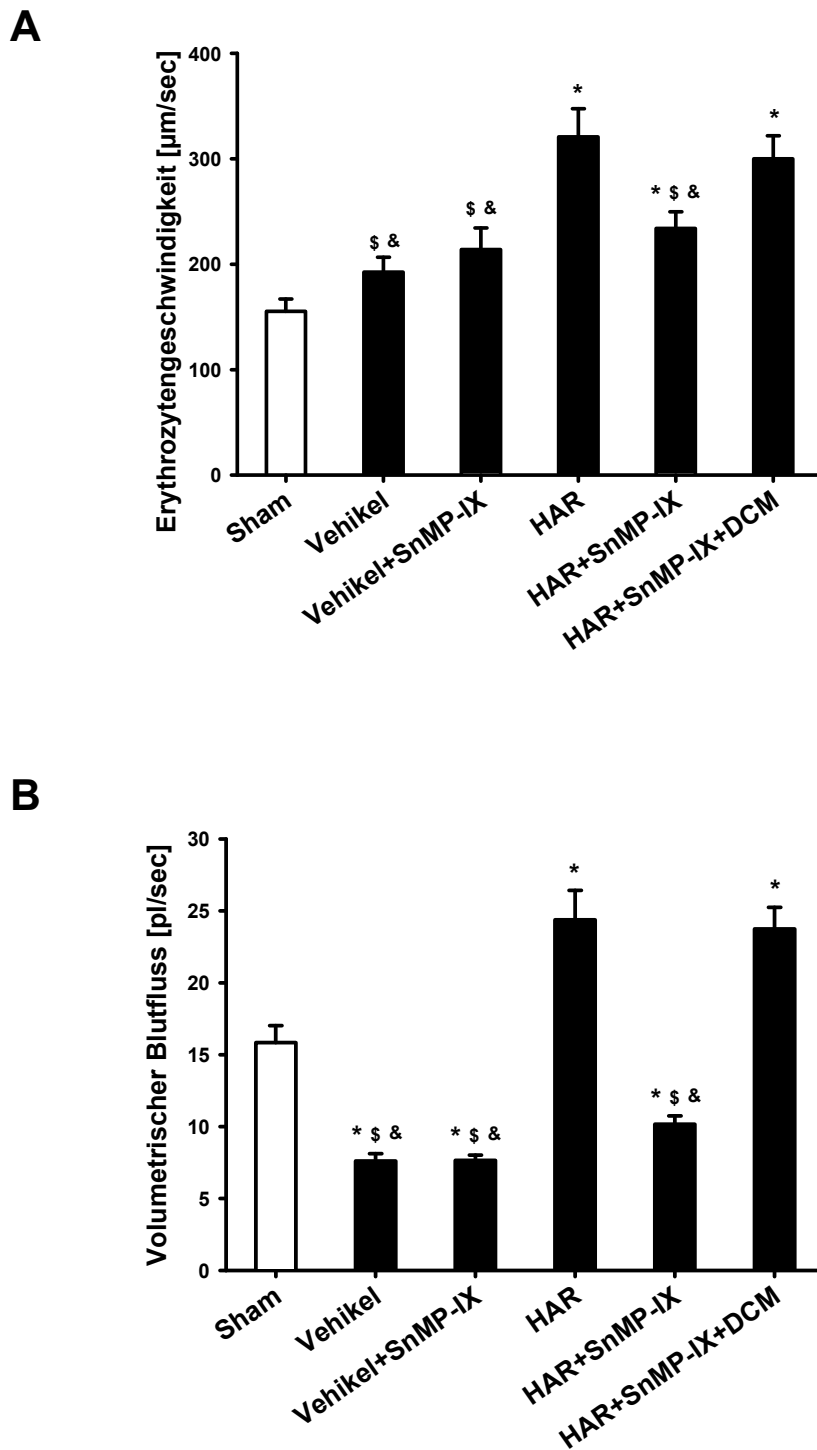 A
Erythrozytengeschwindigkeit [µm/sec]
400
300
200
100
0
$ &
$ &
*
* $ &
*
Sham
Vehikel
Vehikel+SnMP-IX
HAR
HAR+SnMP-IX
HAR+SnMP-IX+DCM
B
Volumetrischer Blutfluss [pl/sec]
30
25
20
15
10
5
0
* $ &
* $ &
*
* $ &
*
Sham
Vehikel
Vehikel+SnMP-IX
HAR
HAR+SnMP-IX
HAR+SnMP-IX+DCM